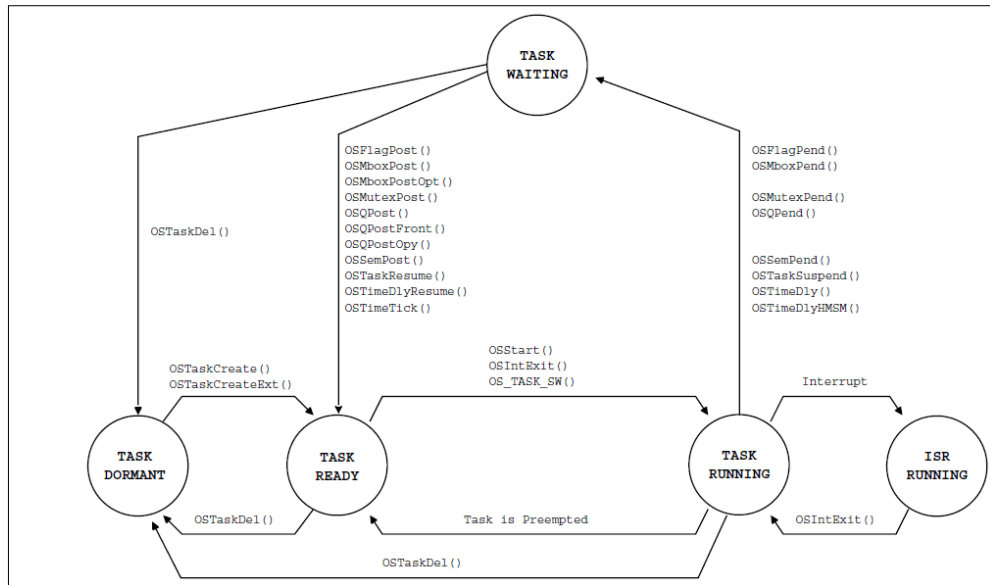 TASK
WAITING
OSFlagPost()
OSMboxPost()
OSMboxPostOpt()
OSMutexPost()
OSQPost()
OSQPostFront()
OSQPostOpy()
OSSemPost()
OSTaskResume()
OSTimeDlyResume()
OSTimeTick()
OSFlagPend()
OSMboxPend()
OSMutexPend()
OSQPend()
OSSemPend()
OSTaskSuspend()
OSTimeDly()
OSTimeDlyHMSM()
OSTaskDel()
OSTaskCreate()
OSTaskCreateExt()
OSStart()
OSIntExit()
OS_TASK_SW()
Interrupt
TASK
DORMANT
TASK
READY
TASK
RUNNING
ISR
RUNNING
OSTaskDel()
Task is Preempted
OSIntExit()
OSTaskDel()